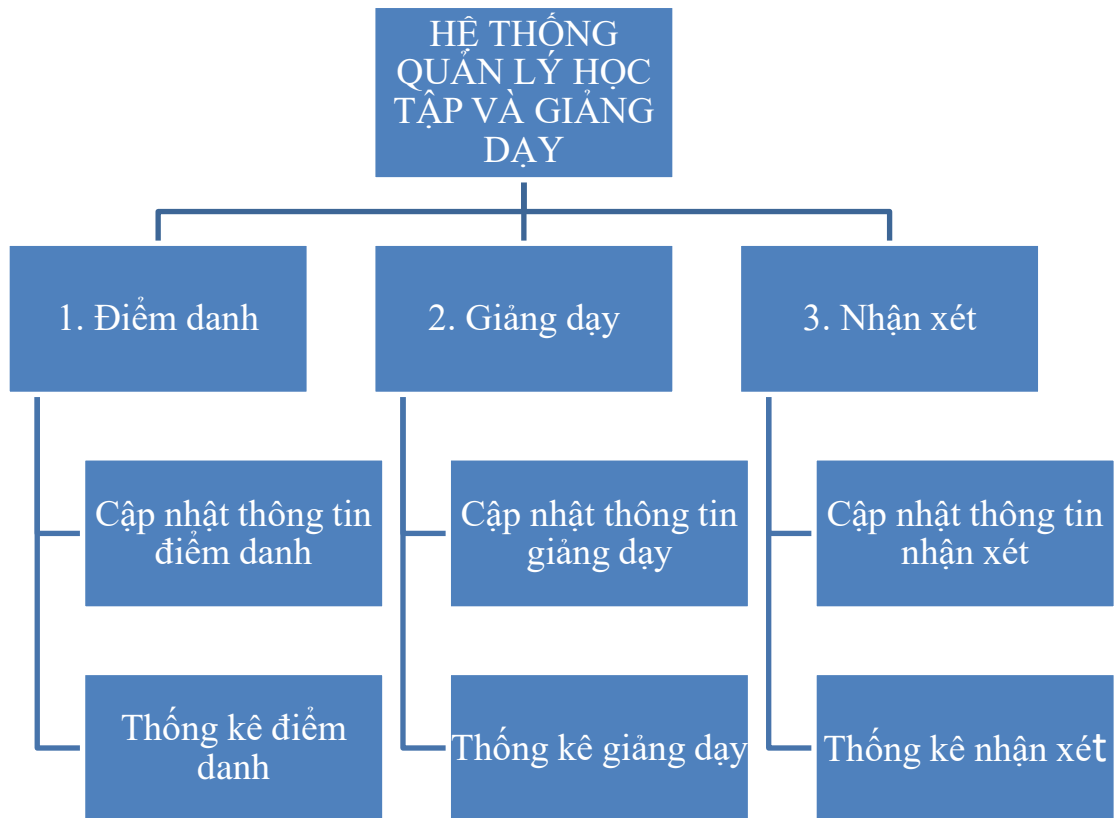 HỆ THỐNG
QUẢN LÝ HỌC
TẬP VÀ GIẢNG
DẠY
1. Điểm danh
2. Giảng dạy
3. Nhận xét
Cập nhật thông tin
điểm danh
Cập nhật thông tin
giảng dạy
Cập nhật thông tin
nhận xét
Thống kê điểm
danh
Thống kê giảng dạy
Thống kê nhận xét